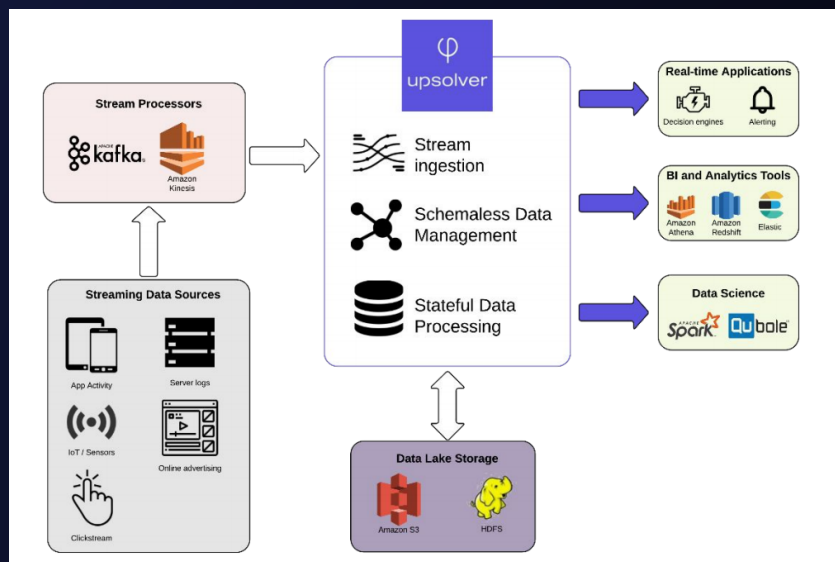 Stream Processors
APACHE
kafka
Amazon
Kinesis
Streaming Data Sources
App Activity
Server logs
IoT / Sensors
Online advertising
Clickstream
φ
upsolver
Stream
ingestion
Schemaless Data
Management
Stateful Data
Processing
Data Lake Storage
Amazon S3
HDFS
Real-time Applications
Decision engines
Alerting
BI and Analytics Tools
Amazon
Athena
Amazon
Redshift
Elastic
Data Science
APACHE
Spark
Qubole